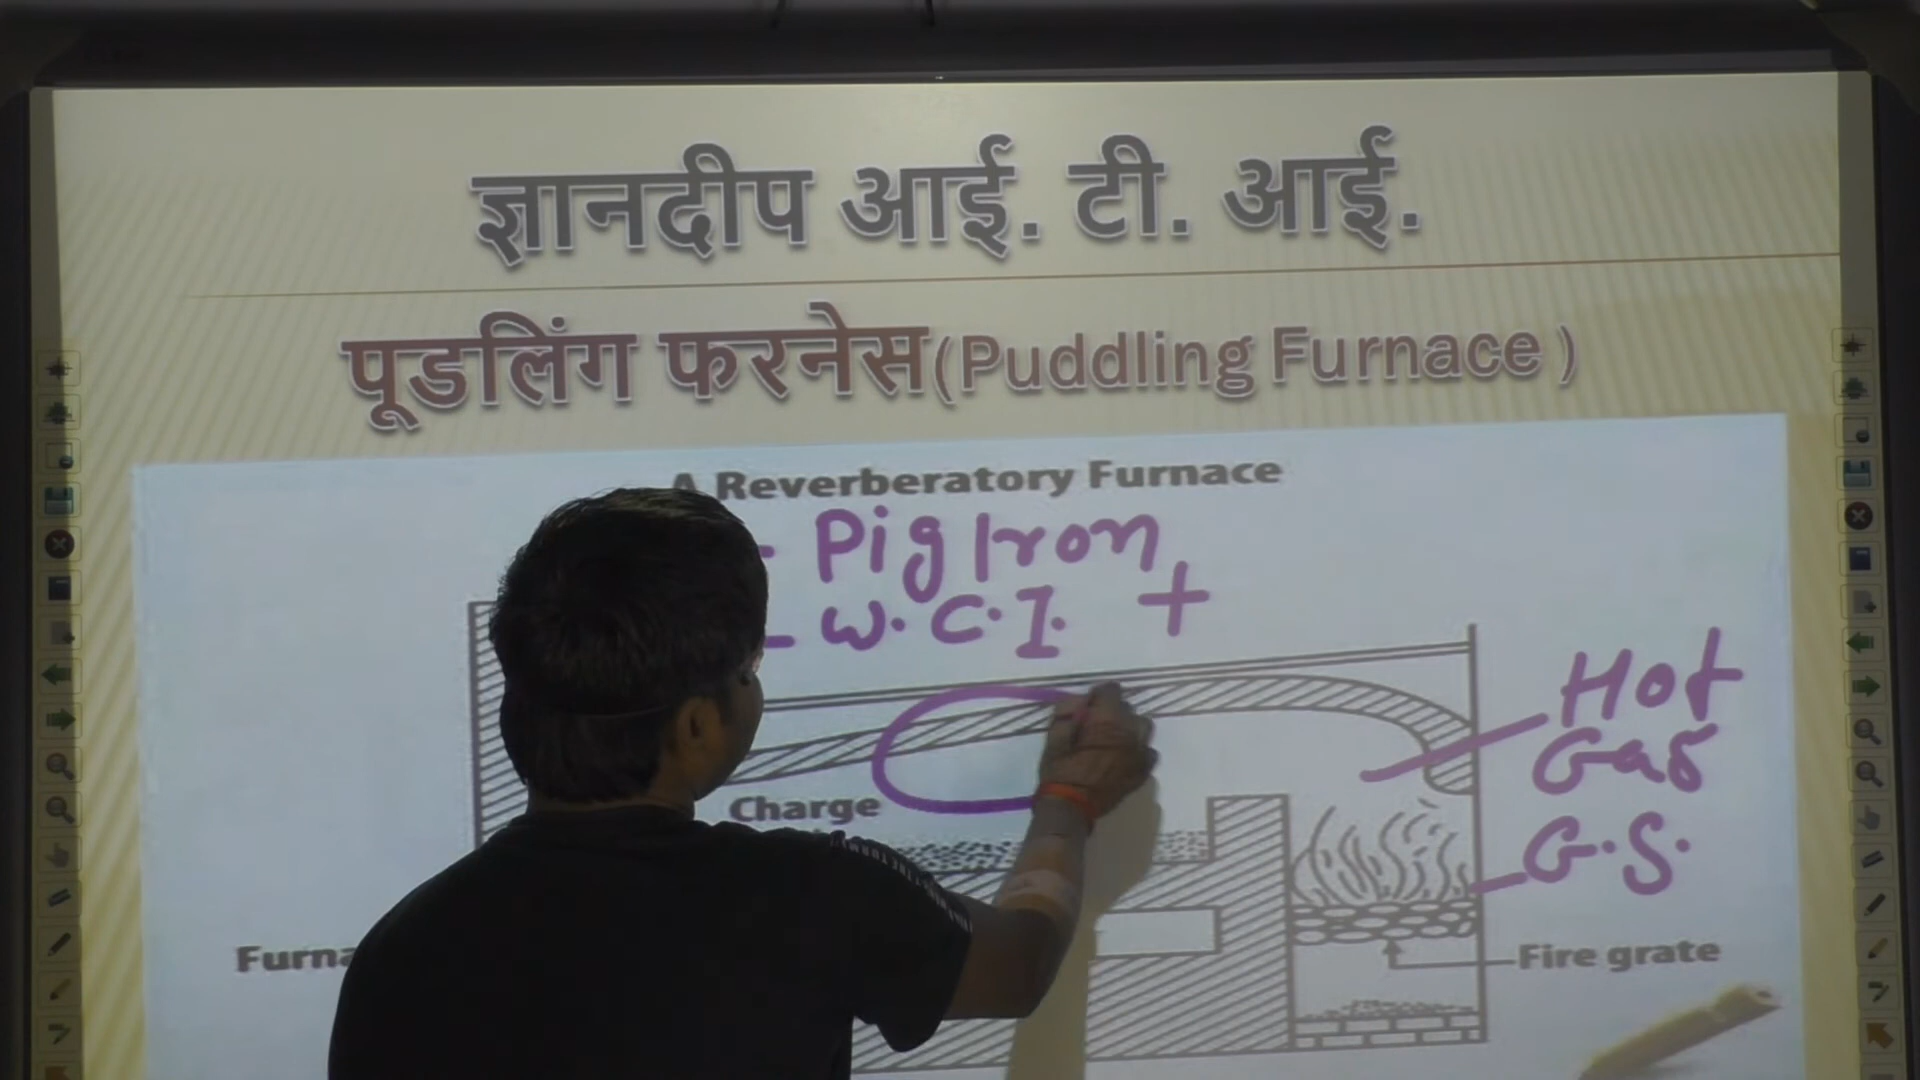 ज्ञानदीप आई. टी. आई.
पूडलिंग फरनेस(Puddling Furnace )
A Reverberatory Furnace
- Pig Iron
- W.C.I. +
Hot
Gas
Charge
G.S.
Fire grate